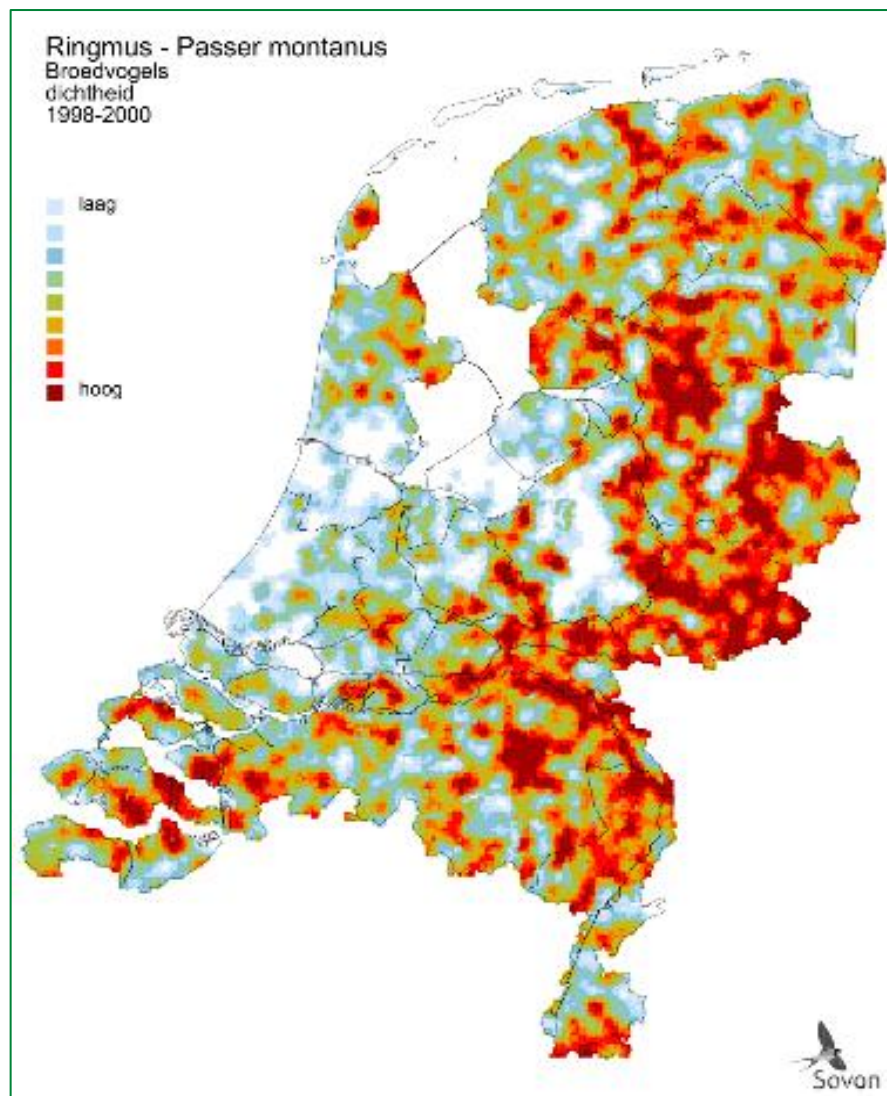 Ringmus - Passer montanus
Broedvogels
dichtheid
1998-2000
laag
hoog
Sovon